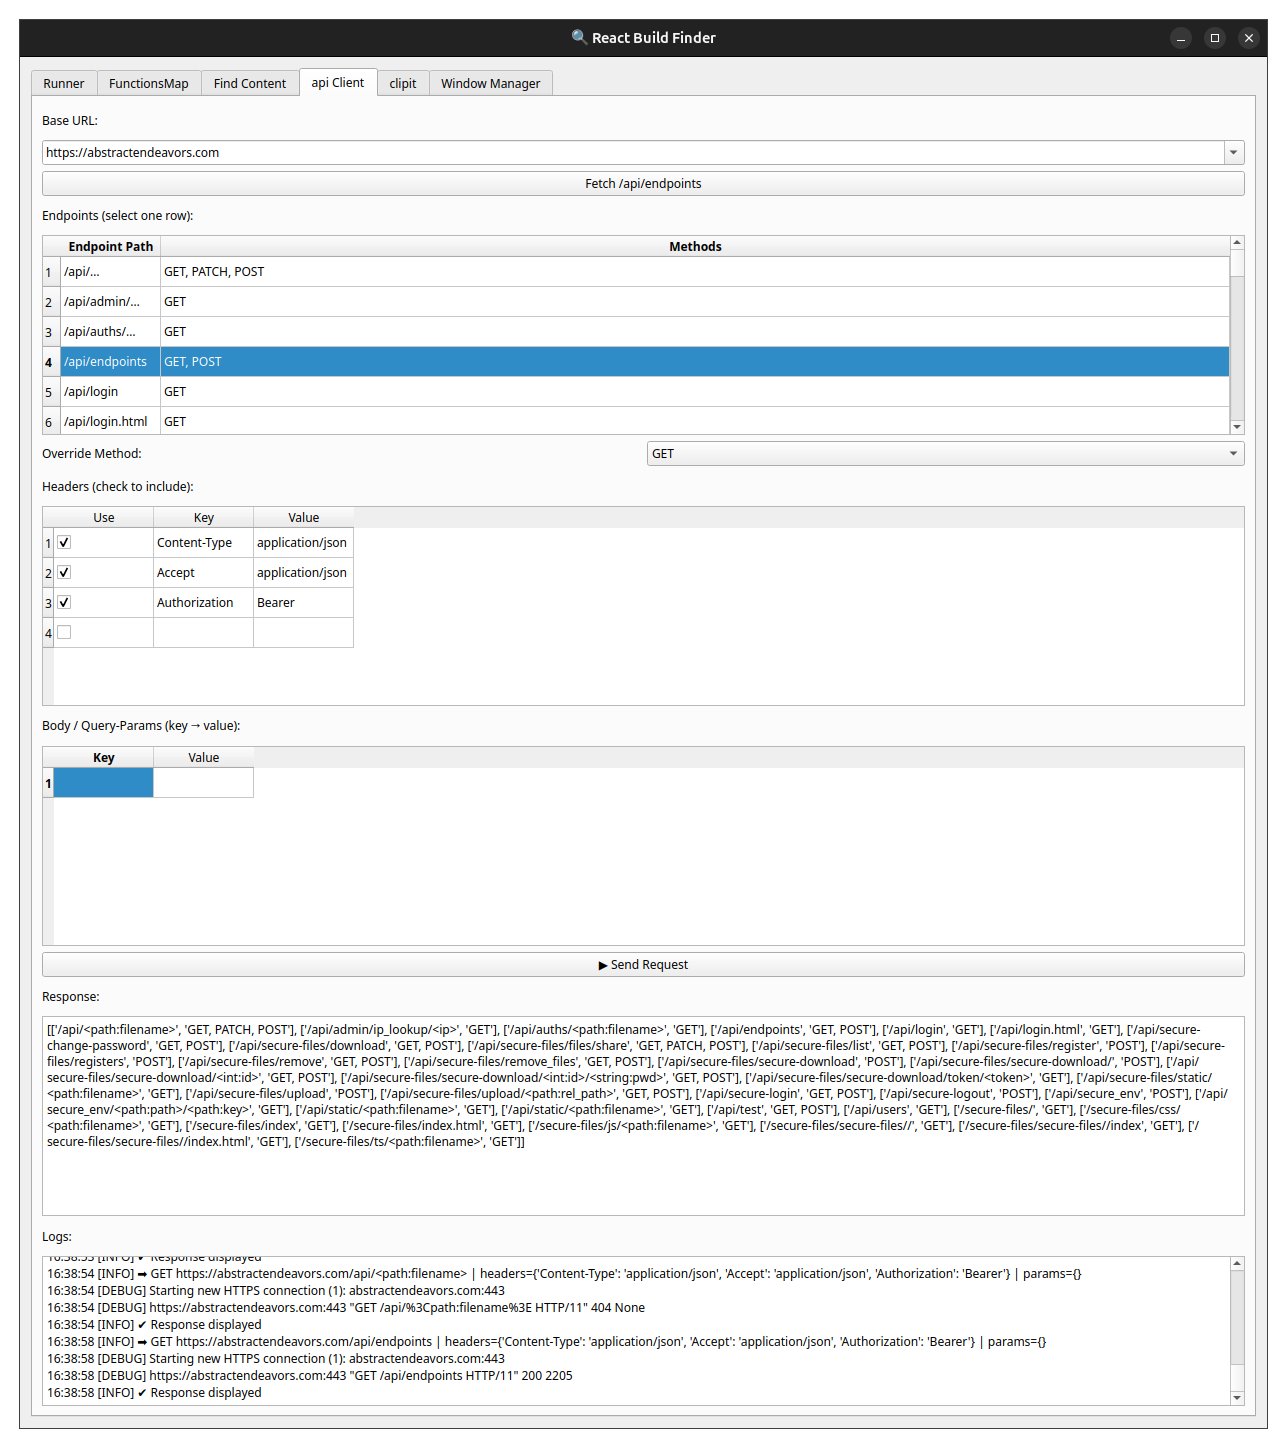 🔍 React Build Finder
Runner
FunctionsMap
Find Content
api Client
clipit
Window Manager
Base URL:
https://abstractendeavors.com
Fetch /api/endpoints
Endpoints (select one row):
Endpoint Path Methods
1 /api/... GET, PATCH, POST
2 /api/admin/... GET
3 /api/auths/... GET
4 /api/endpoints GET, POST
5 /api/login GET
6 /api/login.html GET
Override Method: GET
Headers (check to include):
Use Key Value
1 Content-Type application/json
2 Accept application/json
3 Authorization Bearer
4
Body / Query-Params (key → value):
Key Value
1
▶ Send Request
Response:
[['/api/<path:filename>', 'GET, PATCH, POST'], ['/api/admin/ip_lookup/<ip>', 'GET'], ['/api/auths/<path:filename>', 'GET'], ['/api/endpoints', 'GET, POST'], ['/api/login', 'GET'], ['/api/login.html', 'GET'], ['/api/secure-
change-password', 'GET, POST'], ['/api/secure-files/download', 'GET, POST'], ['/api/secure-files/files/share', 'GET, PATCH, POST'], ['/api/secure-files/list', 'GET, POST'], ['/api/secure-files/register', 'POST'], ['/api/secure-
files/registers', 'POST'], ['/api/secure-files/remove', 'GET, POST'], ['/api/secure-files/remove_files', 'GET, POST'], ['/api/secure-files/secure-download', 'POST'], ['/api/secure-files/secure-download/', 'POST'], ['/api/
secure-files/secure-download/<int:id>', 'GET, POST'], ['/api/secure-files/secure-download/<int:id>/<string:pwd>', 'GET, POST'], ['/api/secure-files/secure-download/token/<token>', 'GET'], ['/api/secure-files/static/
<path:filename>', 'GET'], ['/api/secure-files/upload', 'POST'], ['/api/secure-files/upload/<path:rel_path>', 'GET, POST'], ['/api/secure-login', 'GET, POST'], ['/api/secure-logout', 'POST'], ['/api/secure_env', 'POST'], ['/api/
secure_env/<path:path>/<path:key>', 'GET'], ['/api/static/<path:filename>', 'GET'], ['/api/static/<path:filename>', 'GET'], ['/api/test', 'GET, POST'], ['/api/users', 'GET'], ['/secure-files/', 'GET'], ['/secure-files/css/
<path:filename>', 'GET'], ['/secure-files/index', 'GET'], ['/secure-files/index.html', 'GET'], ['/secure-files/js/<path:filename>', 'GET'], ['/secure-files/secure-files//', 'GET'], ['/secure-files/secure-files//index', 'GET'], ['/
secure-files/secure-files//index.html', 'GET'], ['/secure-files/ts/<path:filename>', 'GET']]
Logs:
16:38:53 [INFO] ✔ Response displayed
16:38:54 [INFO] ➡ GET https://abstractendeavors.com/api/<path:filename> | headers={'Content-Type': 'application/json', 'Accept': 'application/json', 'Authorization': 'Bearer'} | params={}
16:38:54 [DEBUG] Starting new HTTPS connection (1): abstractendeavors.com:443
16:38:54 [DEBUG] https://abstractendeavors.com:443 "GET /api/%3Cpath:filename%3E HTTP/11" 404 None
16:38:54 [INFO] ✔ Response displayed
16:38:58 [INFO] ➡ GET https://abstractendeavors.com/api/endpoints | headers={'Content-Type': 'application/json', 'Accept': 'application/json', 'Authorization': 'Bearer'} | params={}
16:38:58 [DEBUG] Starting new HTTPS connection (1): abstractendeavors.com:443
16:38:58 [DEBUG] https://abstractendeavors.com:443 "GET /api/endpoints HTTP/11" 200 2205
16:38:58 [INFO] ✔ Response displayed